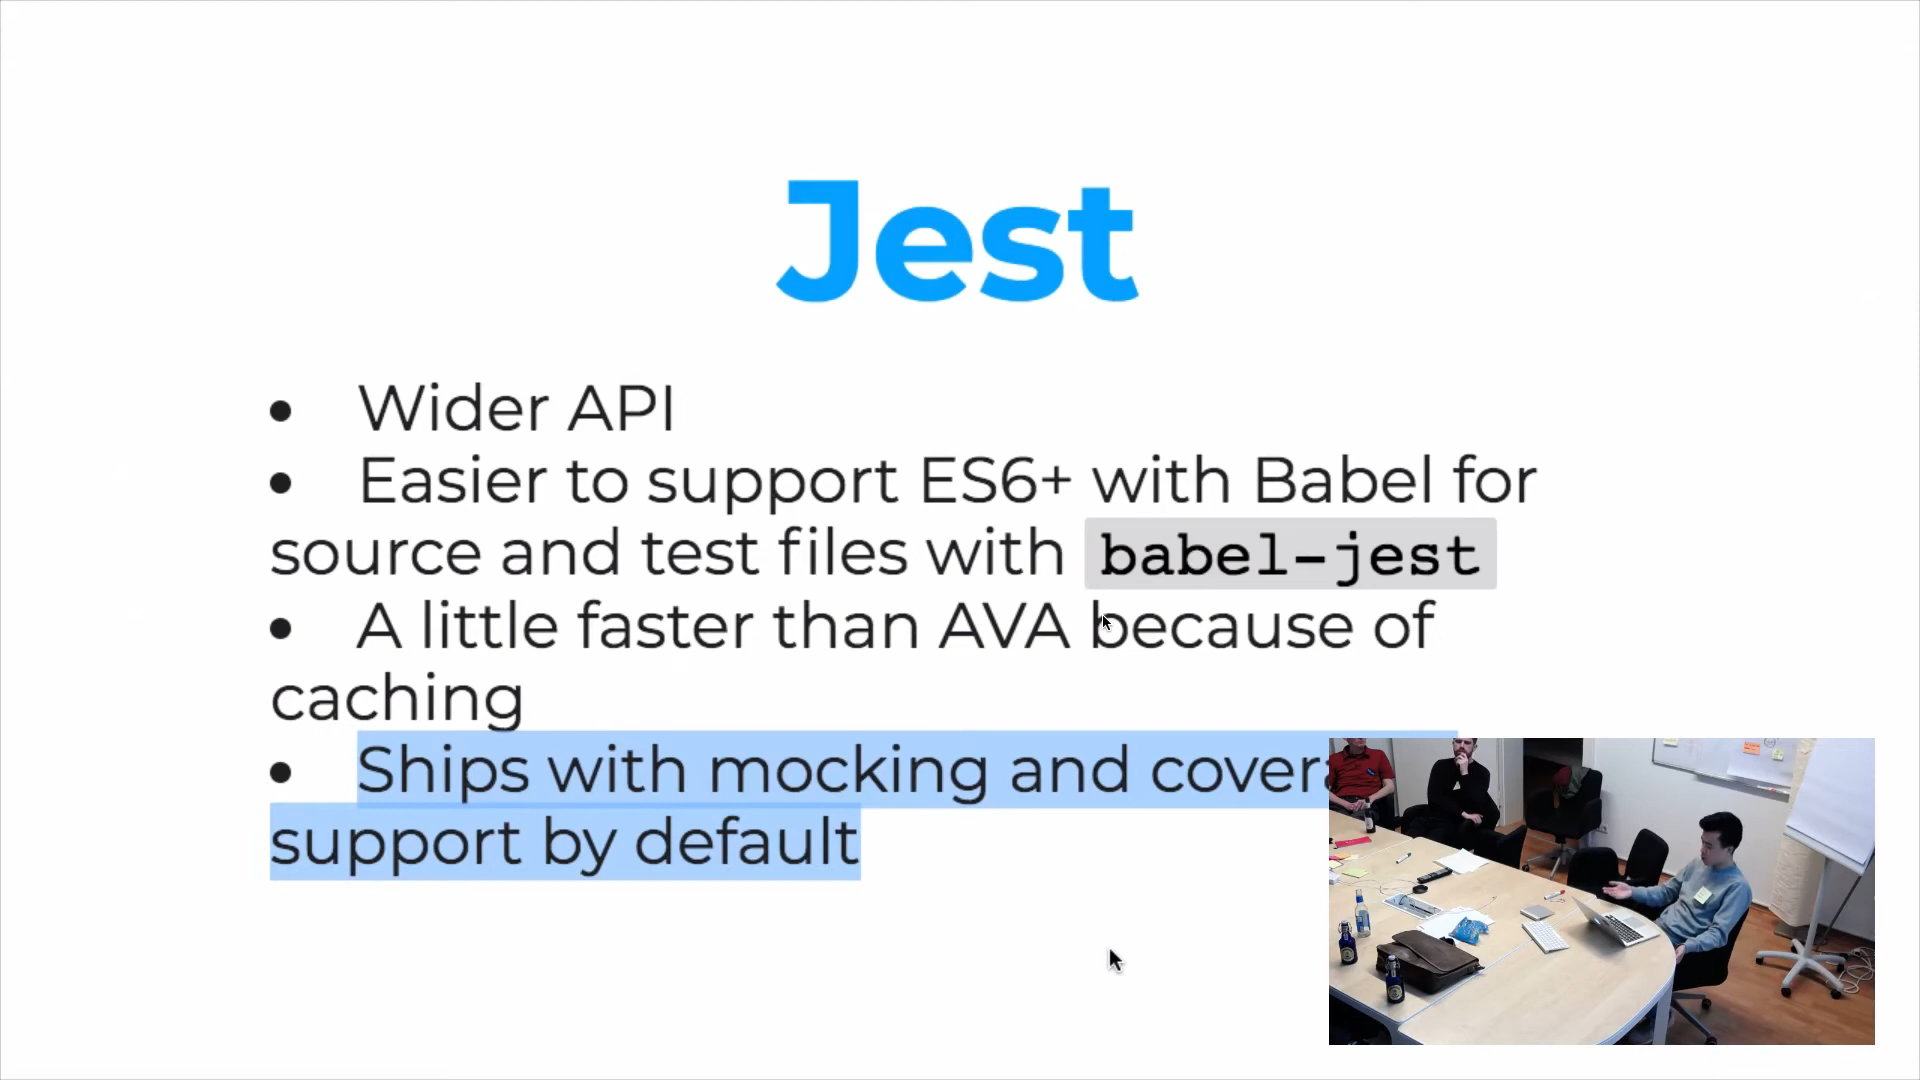 Jest
• Wider API
• Easier to support ES6+ with Babel for
source and test files with babel-jest
• A little faster than AVA because of
caching
• Ships with mocking and
support by default